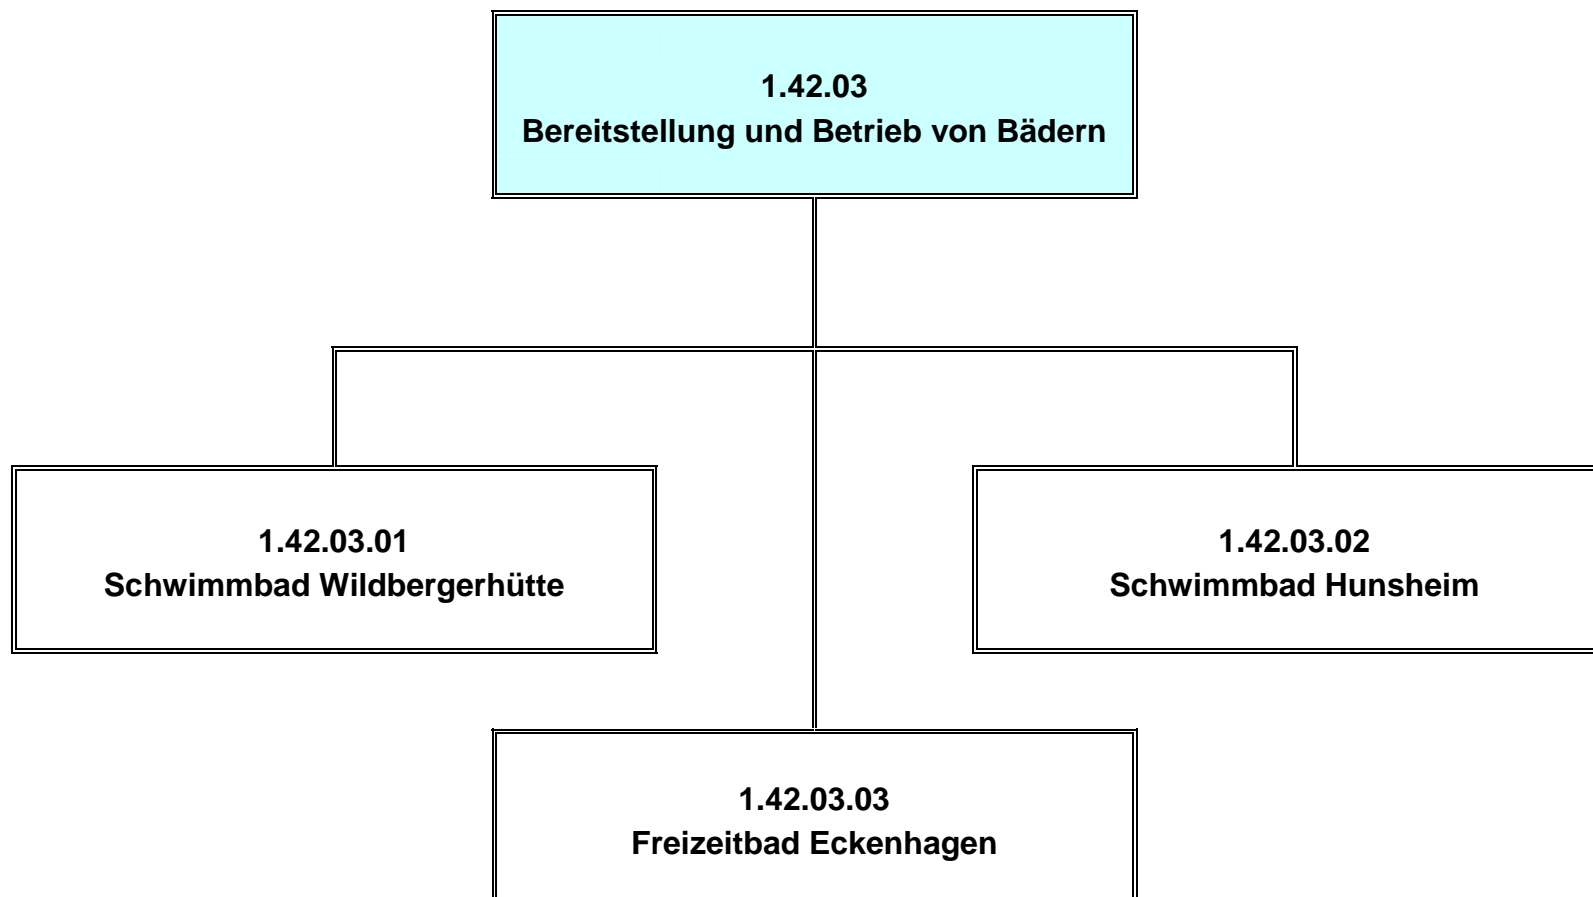 1.42.03
Bereitstellung und Betrieb von Bädern
1.42.03.01
Schwimmbad Wildbergerhütte
1.42.03.02
Schwimmbad Hunsheim
1.42.03.03
Freizeitbad Eckenhagen